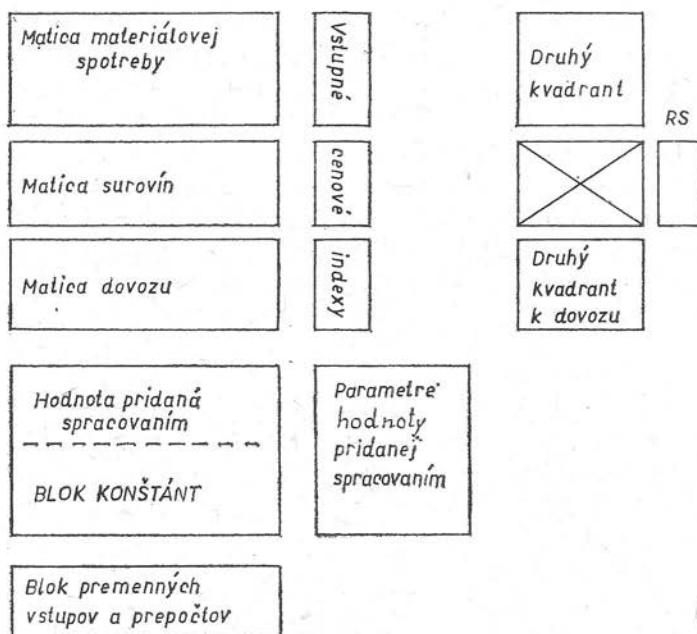 Matica materiálovej
spotreby
Vstupné
Druhý
kvadrant
RS
Matica surovín
cenové
Matica dovozu
indexy
Druhý
kvadrant
k dovozu
Hodnota pridaná
spracovaním
BLOK KONŠTÁNT
Parametre
hodnoty
pridanej
spracovaním
Blok premenných
vstupov a prepočtov